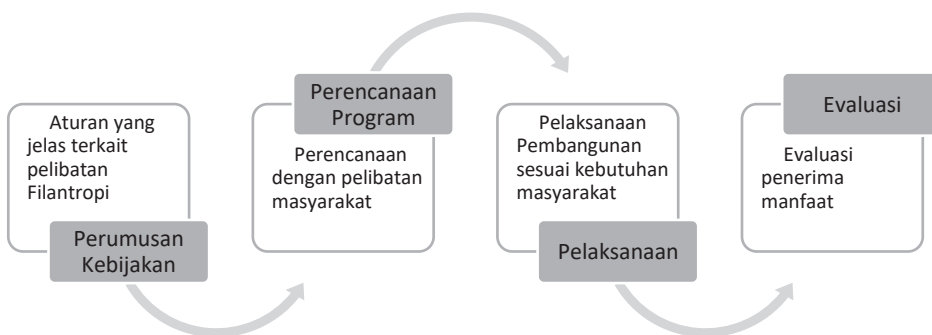 Aturan yang
jelas terkait
pelibatan
Filantropi
Perumusan
Kebijakan
Perencanaan
Program
Perencanaan
dengan pelibatan
masyarakat
Pelaksanaan
Pembangunan
sesuai kebutuhan
masyarakat
Pelaksanaan
Evaluasi
Evaluasi
penerima
manfaat